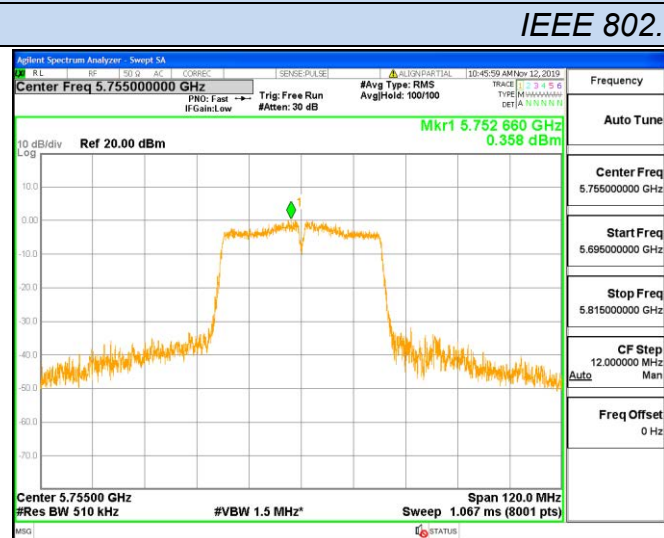 IEEE 802.
Agilent Spectrum Analyzer - Swept SA
RL RF 50 Ω AC CORREC SENSE:PULSE ALIGNPARTIAL 10:45:59 AM Nov 12, 2019
Center Freq 5.755000000 GHz
PNO: Fast
IFGain:Low
Trig: Free Run
#Atten: 30 dB
#Avg Type: RMS
Avg|Hold: 100/100
TRACE 1 2 3 4 5 6
TYPE M
DET A N N N N N
Mkr1 5.752 660 GHz
0.358 dBm
10 dB/div Ref 20.00 dBm
Log
10.0
0.00
-10.0
-20.0
-30.0
-40.0
-50.0
-60.0
-70.0
1
Center 5.75500 GHz
Span 120.0 MHz
#Res BW 510 kHz
#VBW 1.5 MHz*
Sweep 1.067 ms (8001 pts)
MSG
STATUS
Frequency
Auto Tune
Center Freq
5.755000000 GHz
Start Freq
5.695000000 GHz
Stop Freq
5.815000000 GHz
CF Step
12.000000 MHz
Auto Man
Freq Offset
0 Hz